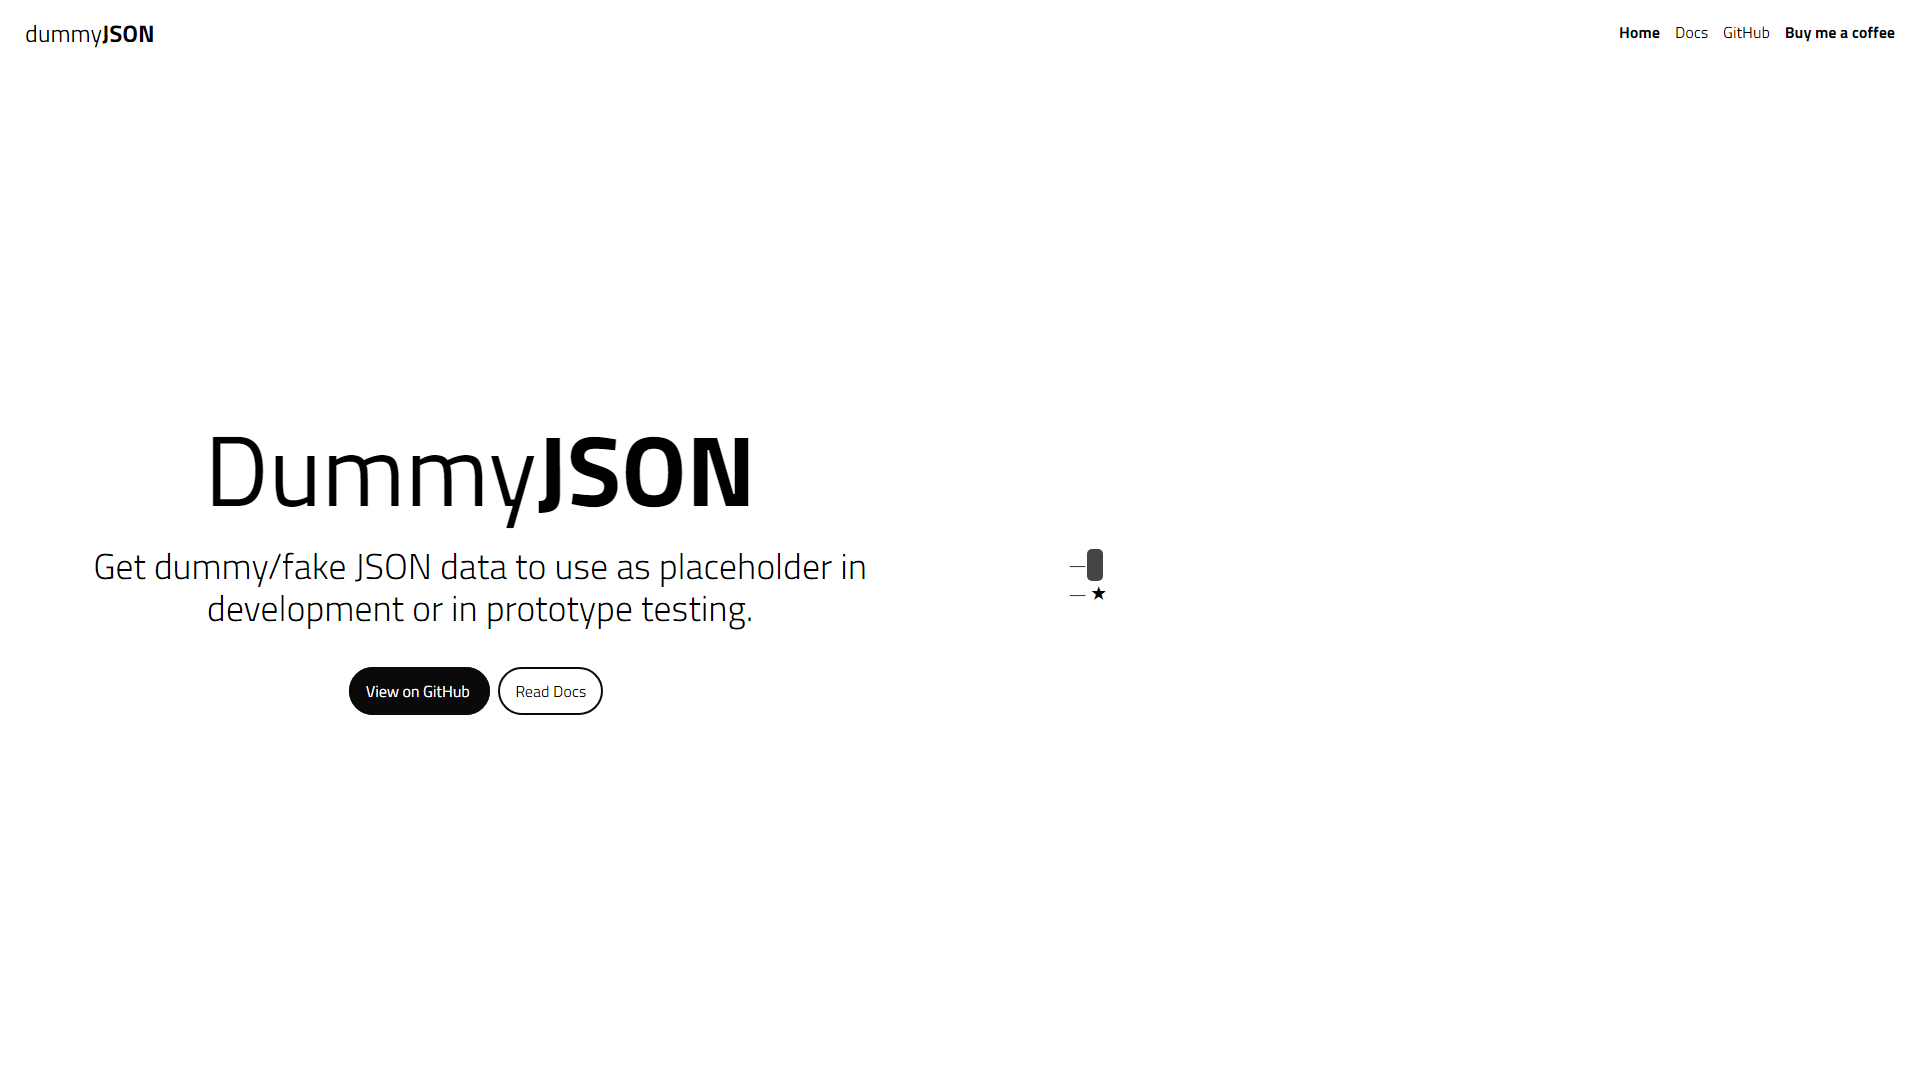 dummyJSON
Home Docs GitHub Buy me a coffee
DummyJSON
Get dummy/fake JSON data to use as placeholder in
development or in prototype testing.
View on GitHub Read Docs
—
— ★